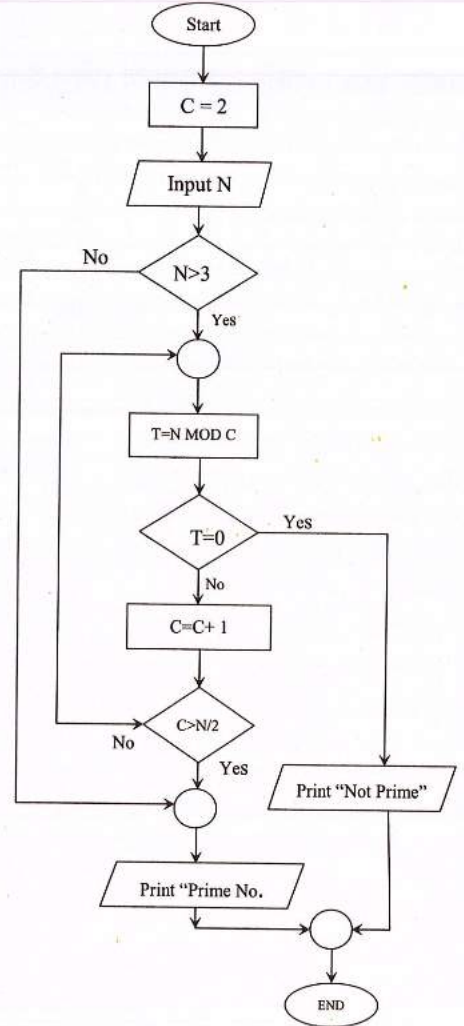 Start
C = 2
Input N
No
N>3
Yes
T=N MOD C
T=0
Yes
No
C=C+ 1
C>N/2
No
Yes
Print “Not Prime”
Print “Prime No.
END